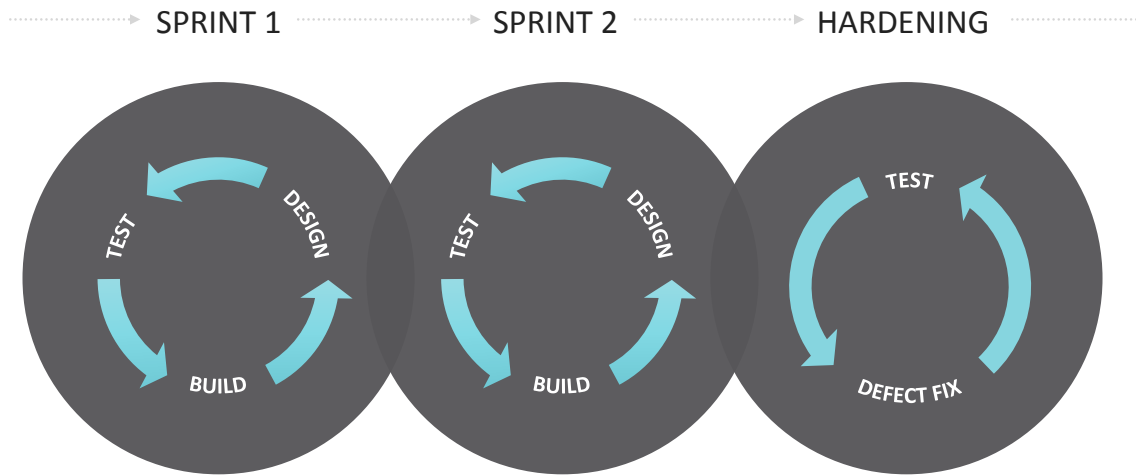 SPRINT 1
SPRINT 2
HARDENING
DESIGN
TEST
BUILD
DESIGN
TEST
BUILD
TEST
DEFECT FIX